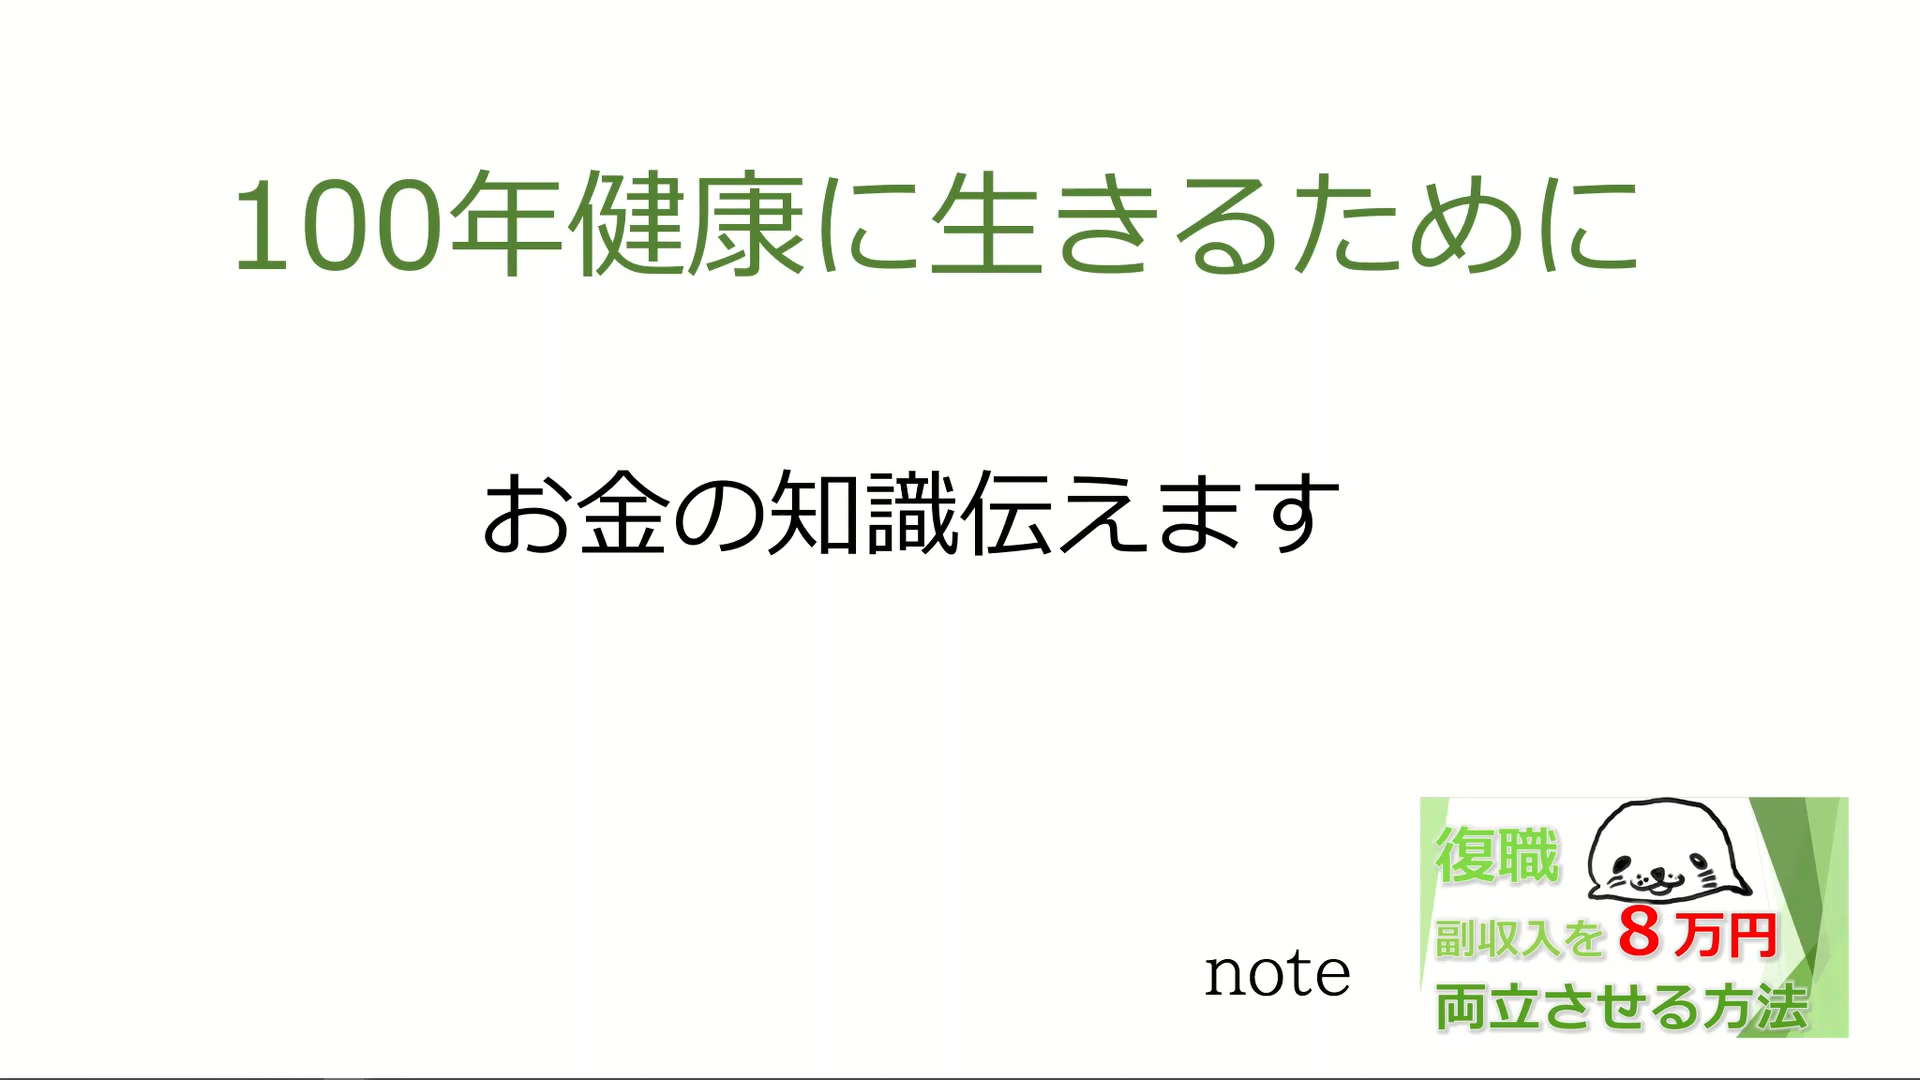 100年健康に生きるために
お金の知識伝えます
note
復職
副収入を8万円
両立させる方法